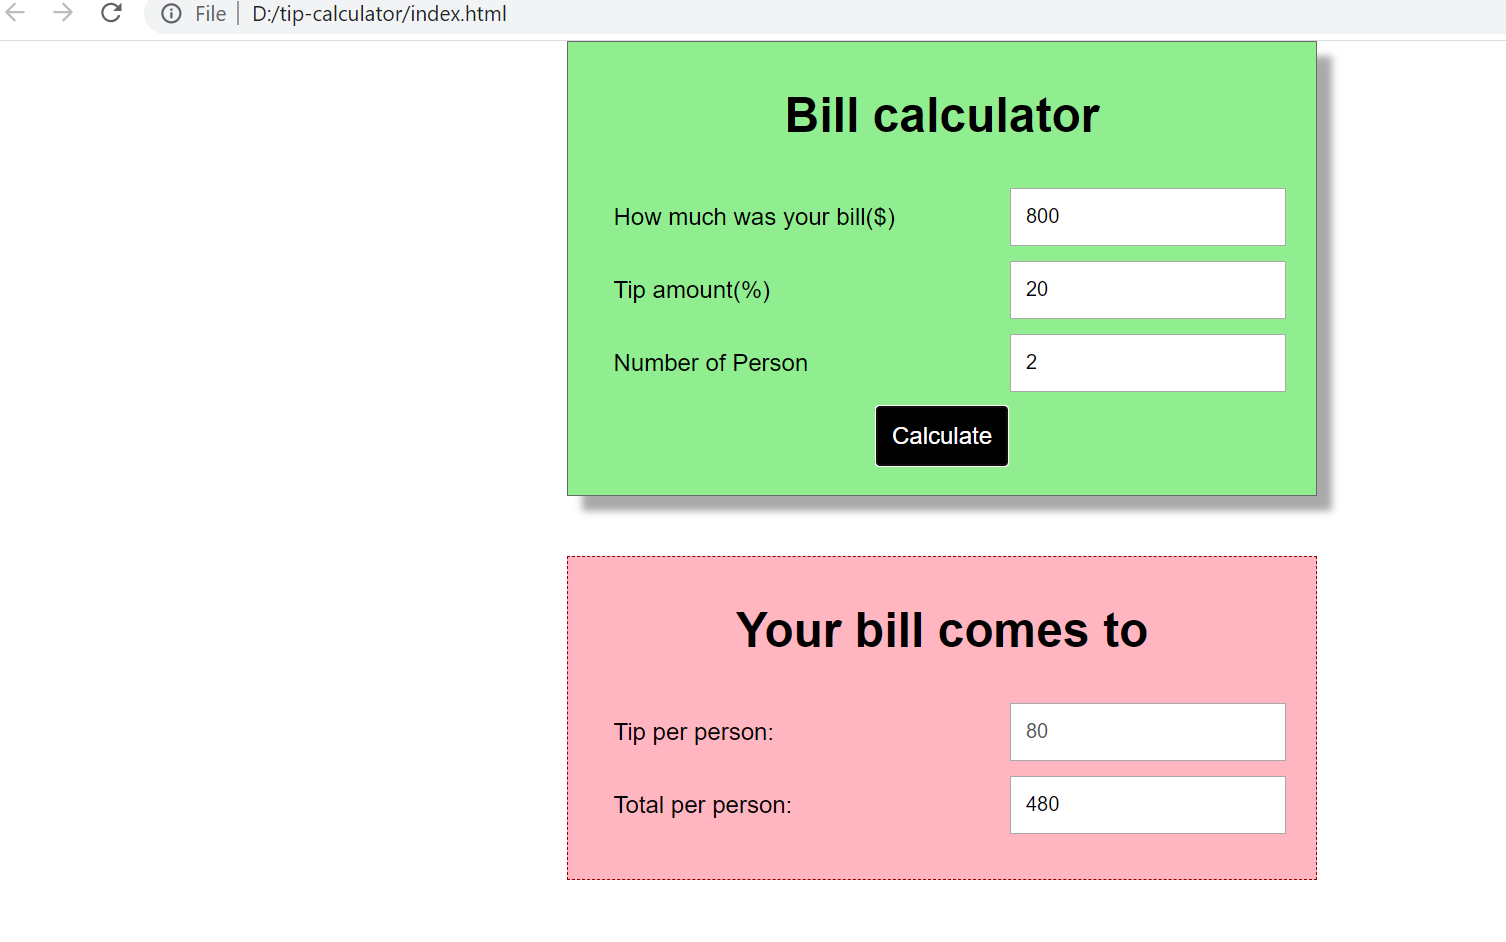 File D:/tip-calculator/index.html
Bill calculator
How much was your bill($) 800
Tip amount(%) 20
Number of Person 2
Calculate
Your bill comes to
Tip per person: 80
Total per person: 480